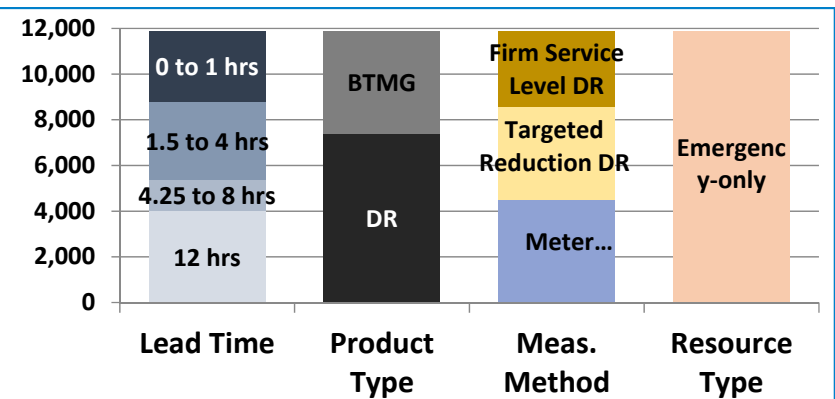 12,000
10,000
8,000
6,000
4,000
2,000
0
0 to 1 hrs
1.5 to 4 hrs
4.25 to 8 hrs
12 hrs
BTMG
DR
Firm Service
Level DR
Targeted
Reduction DR
Meter…
Emergenc
y-only
Lead Time
Product
Type
Meas.
Method
Resource
Type